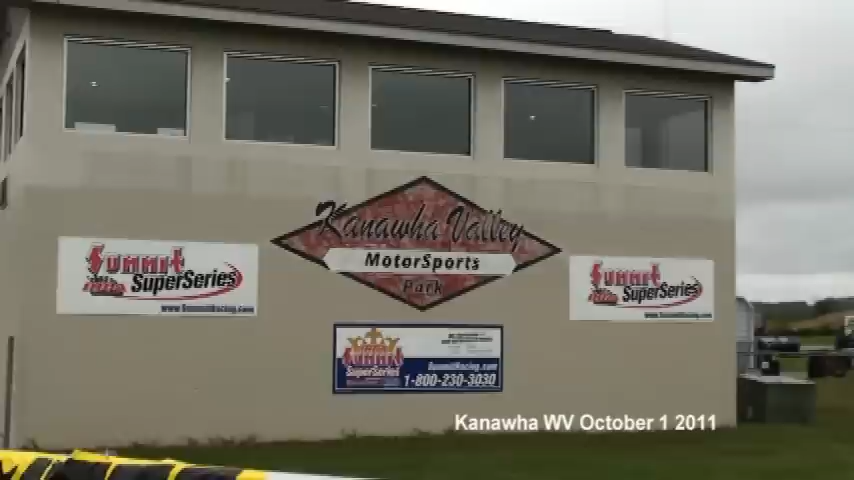 Kanawha Valley
MotorSports
Park
Summit
SuperSeries
www.SummitRacing.com
Summit
SuperSeries
www.SummitRacing.com
Summit
SuperSeries
SummitRacing.com
1-800-230-3030
Kanawha WV October 1 2011